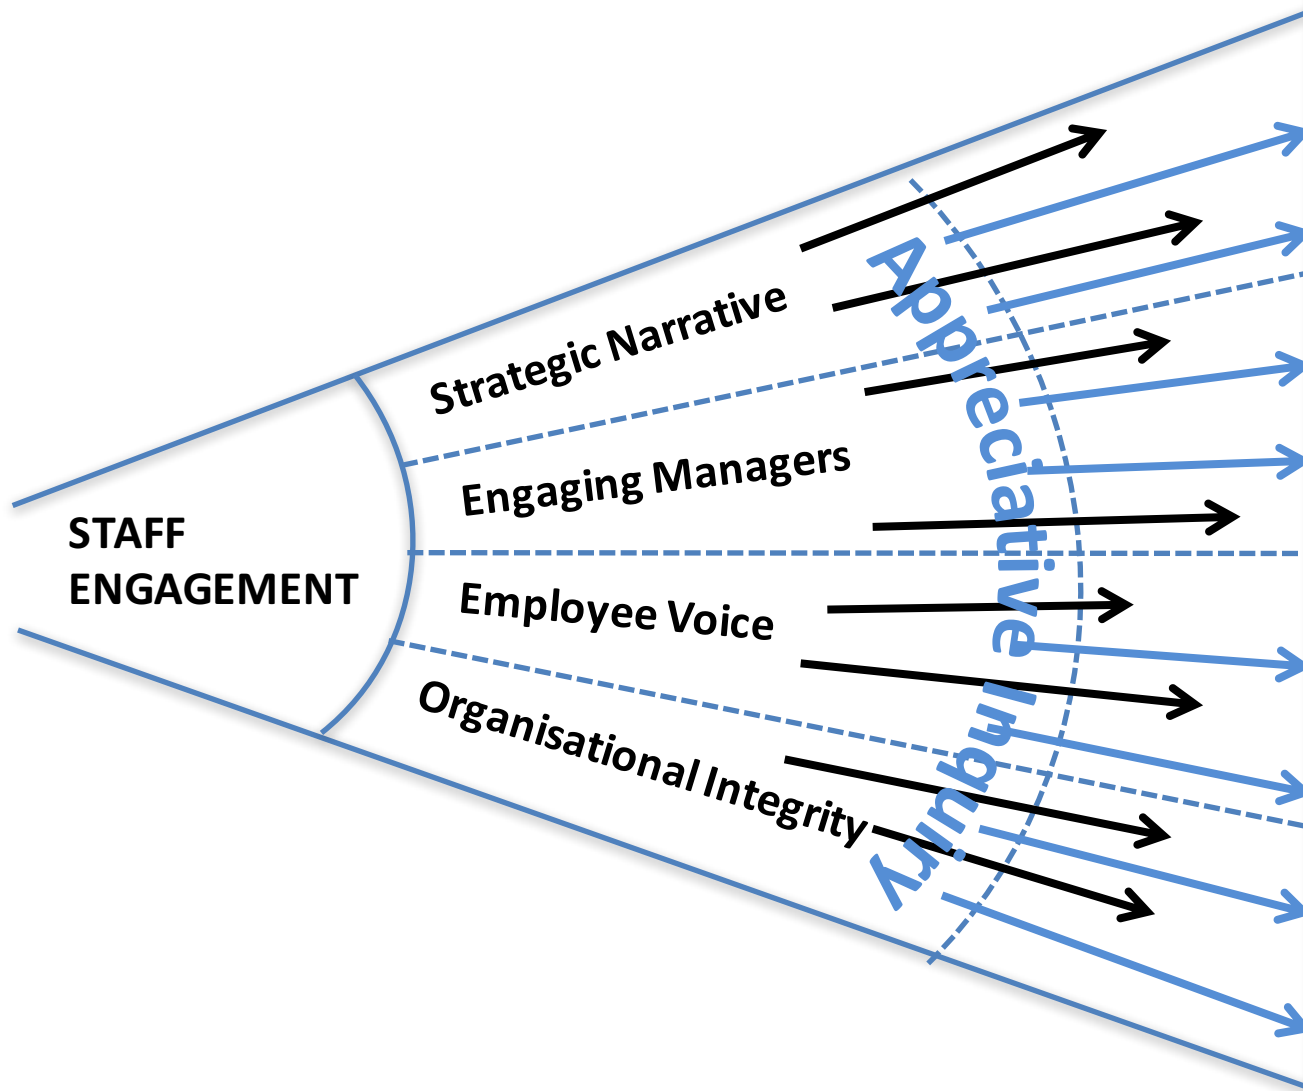 STAFF
ENGAGEMENT
Strategic Narrative
Engaging Managers
Employee Voice
Organisational Integrity
Appreciative Inquiry